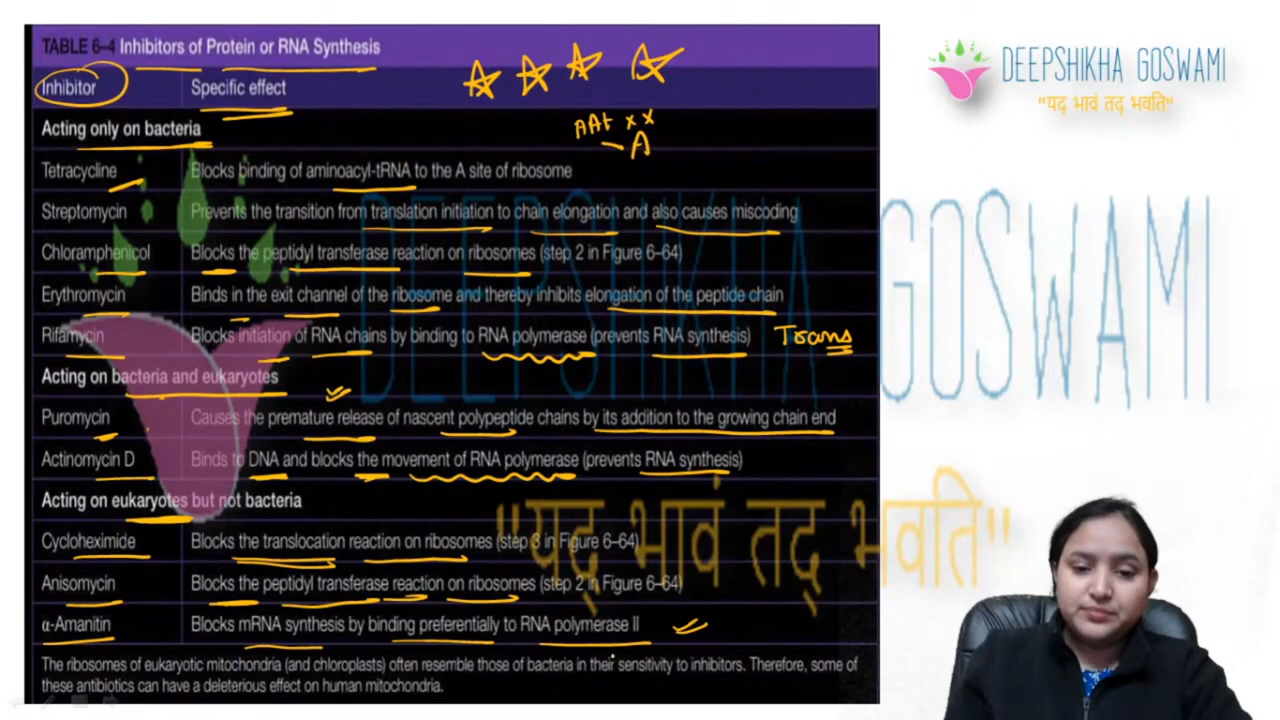 TABLE 6–4 Inhibitors of Protein or RNA Synthesis
Inhibitor Specific effect
Acting only on bacteria
AAt x x
A
Tetracycline Blocks binding of aminoacyl-tRNA to the A site of ribosome
Streptomycin Prevents the transition from translation initiation to chain elongation and also causes miscoding
Chloramphenicol Blocks the peptidyl transferase reaction on ribosomes (step 2 in Figure 6–64)
Erythromycin Binds in the exit channel of the ribosome and thereby inhibits elongation of the peptide chain
Rifamycin Blocks initiation of RNA chains by binding to RNA polymerase (prevents RNA synthesis) Trans
Acting on bacteria and eukaryotes
Puromycin Causes the premature release of nascent polypeptide chains by its addition to the growing chain end
Actinomycin D Binds to DNA and blocks the movement of RNA polymerase (prevents RNA synthesis)
Acting on eukaryotes but not bacteria
Cycloheximide Blocks the translocation reaction on ribosomes (step 3 in Figure 6–64)
Anisomycin Blocks the peptidyl transferase reaction on ribosomes (step 2 in Figure 6–64)
α-Amanitin Blocks mRNA synthesis by binding preferentially to RNA polymerase II
The ribosomes of eukaryotic mitochondria (and chloroplasts) often resemble those of bacteria in their sensitivity to inhibitors. Therefore, some of
these antibiotics can have a deleterious effect on human mitochondria.
DEEPSHIKHA GOSWAMI
"यद् भावं तद् भवति"
DEEPSHIKHA GOSWAMI
"यद् भावं तद् भवति"